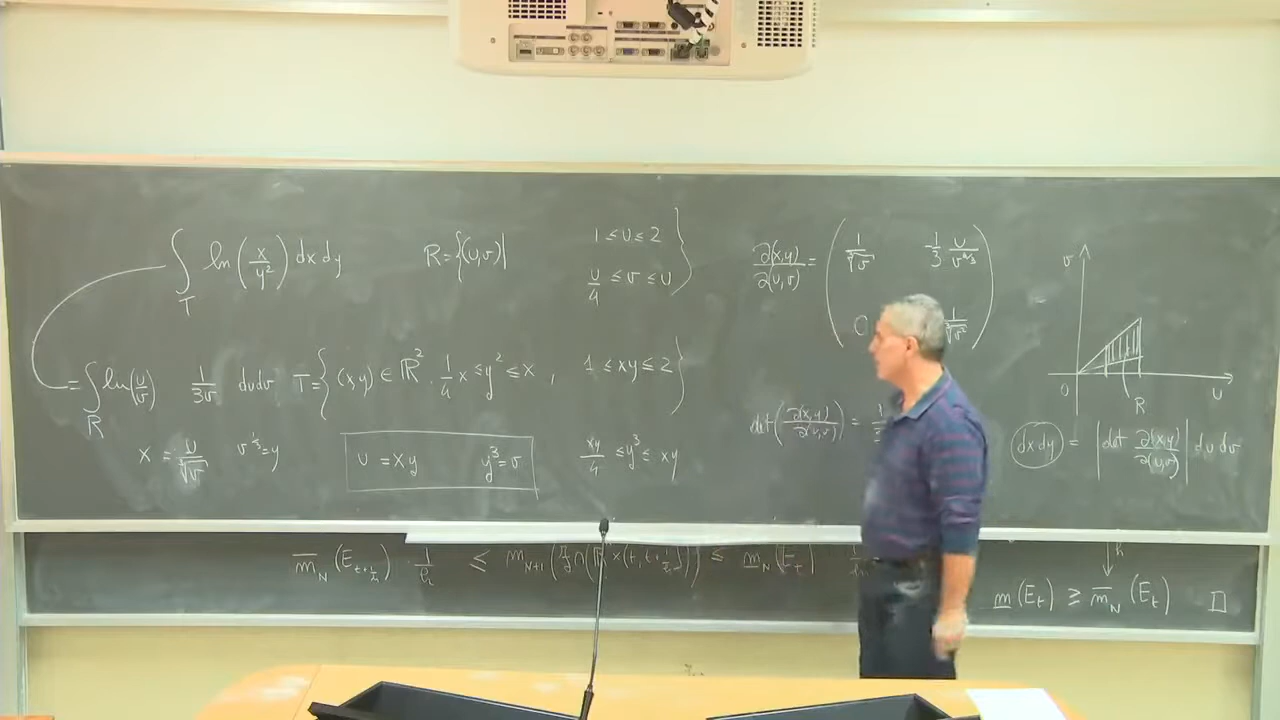 ∫_T ln(x/y²) dx dy
R = {(u,v) | 1 ≤ u ≤ 2
u/4 ≤ v ≤ u }
= ∫_R ln(u/v) 1/3v du dv
T = { (x,y) ∈ ℝ² . 1/4 x ≤ y² ≤ x , 1 ≤ xy ≤ 2 }
x = u/∛v v^{1/3} = y
u = xy y³ = v
xy/4 ≤ y³ ≤ xy
∂(x,y)/∂(u,v) = ( 1/∛v 1/3 u/v^{4/3}
0
det(∂(x,y)/∂(u,v)) =
v
0 u
R
dx dy = |det ∂(x,y)/∂(u,v)| du dv
≤
m(E_t) ≥ m̅_N(E_t) □